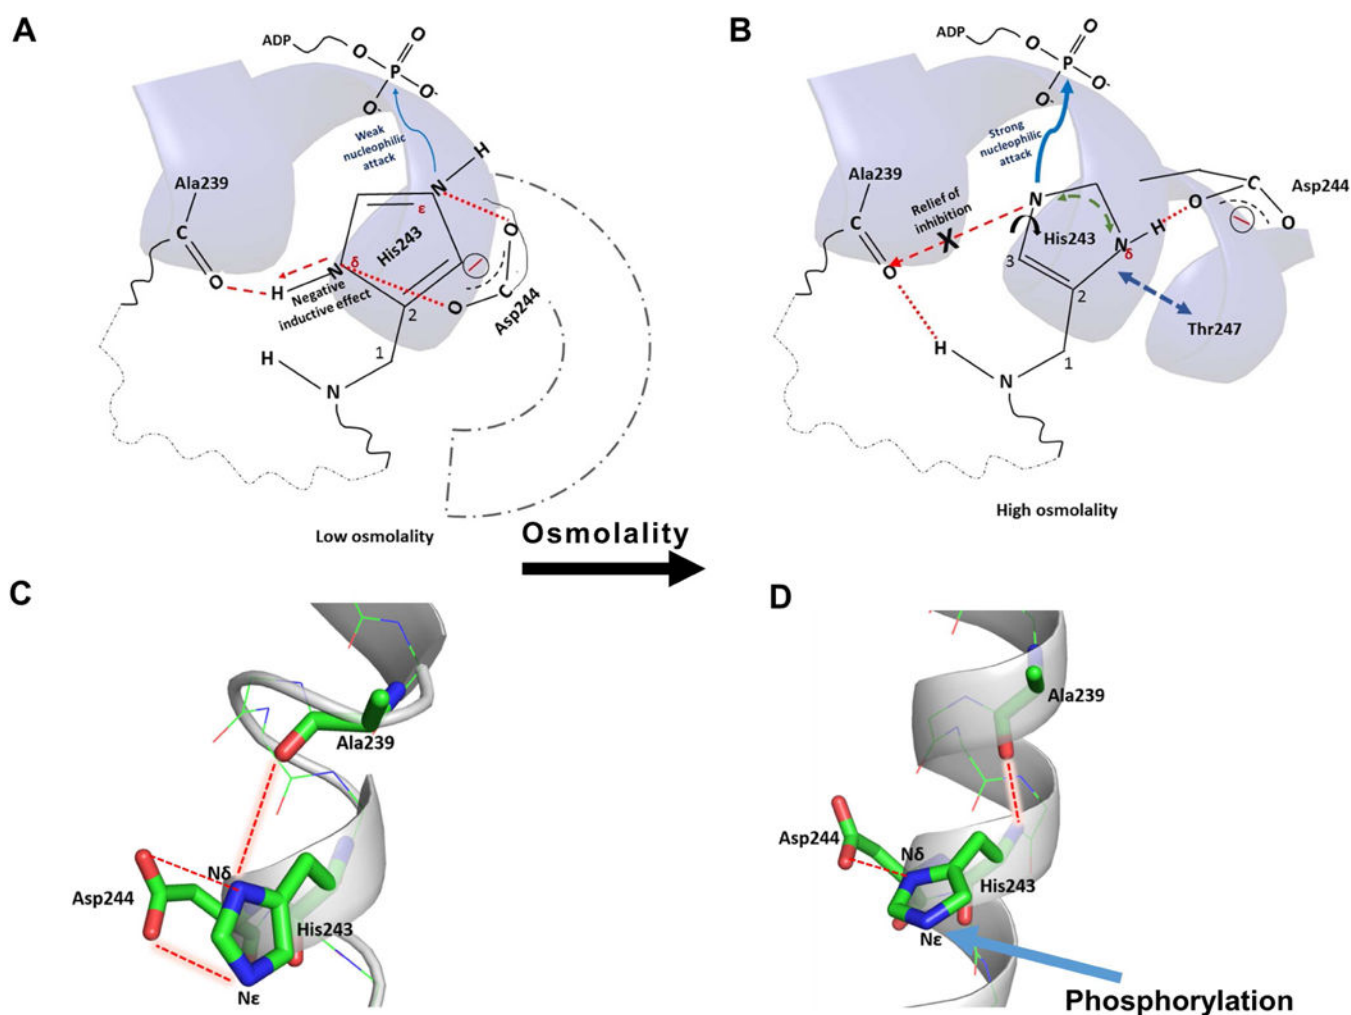 A
ADP
O
O
P
O-
O-
Weak
nucleophilic
attack
H
N
Ala239
ε
C
His243
O
O
N
δ
H
Negative
inductive effect
O
C
Asp244
2
H
1
N
Low osmolality
B
ADP
O
O
P
O-
O-
Strong
nucleophilic
attack
Ala239
C
Asp244
N
O
Relief of
inhibition
X
H
O
C
His243
N
δ
O
3
2
Thr247
H
1
N
High osmolality
Osmolality
C
Ala239
Nδ
Asp244
His243
Nε
D
Ala239
Asp244
Nδ
His243
Nε
Phosphorylation